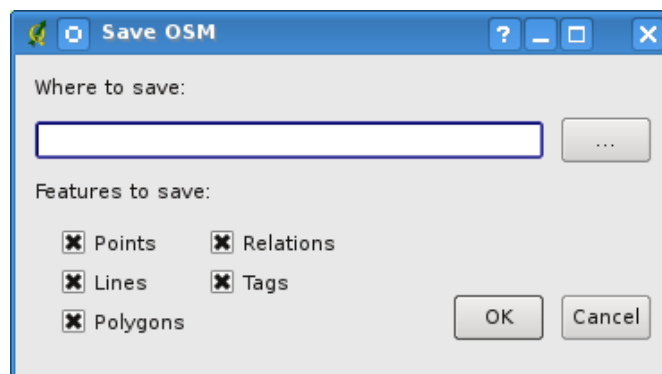 Save OSM
?
Where to save:
...
Features to save:
Points
Relations
Lines
Tags
Polygons
OK
Cancel